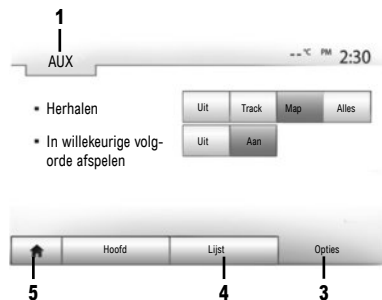 1
AUX
--°C PM 2:30
▪ Herhalen
Uit Track Map Alles
▪ In willekeurige volg-
orde afspelen
Uit Aan
Hoofd Lijst Opties
5 4 3